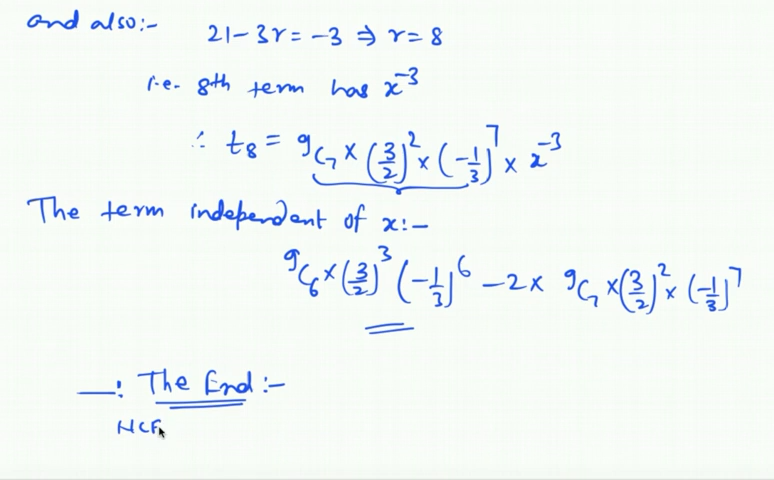 and also:- 21-3r = -3 ⇒ r = 8
i.e. 8th term has x⁻³
∴ t₈ = ⁹C₇ × (3/2)² × (-1/3)⁷ × x⁻³
The term independent of x:-
⁹C₆ × (3/2)³ (-1/3)⁶ - 2 × ⁹C₇ × (3/2)² × (-1/3)⁷
—: The End:-
NCE